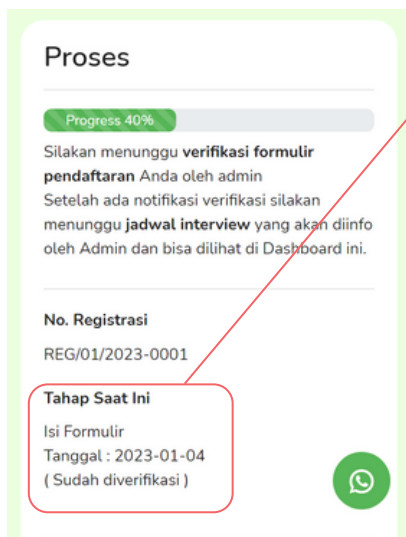 Proses
Progress 40%
Silakan menunggu verifikasi formulir
pendaftaran Anda oleh admin
Setelah ada notifikasi verifikasi silakan
menunggu jadwal interview yang akan diinfo
oleh Admin dan bisa dilihat di Dashboard ini.
No. Registrasi
REG/01/2023-0001
Tahap Saat Ini
Isi Formulir
Tanggal : 2023-01-04
( Sudah diverifikasi )